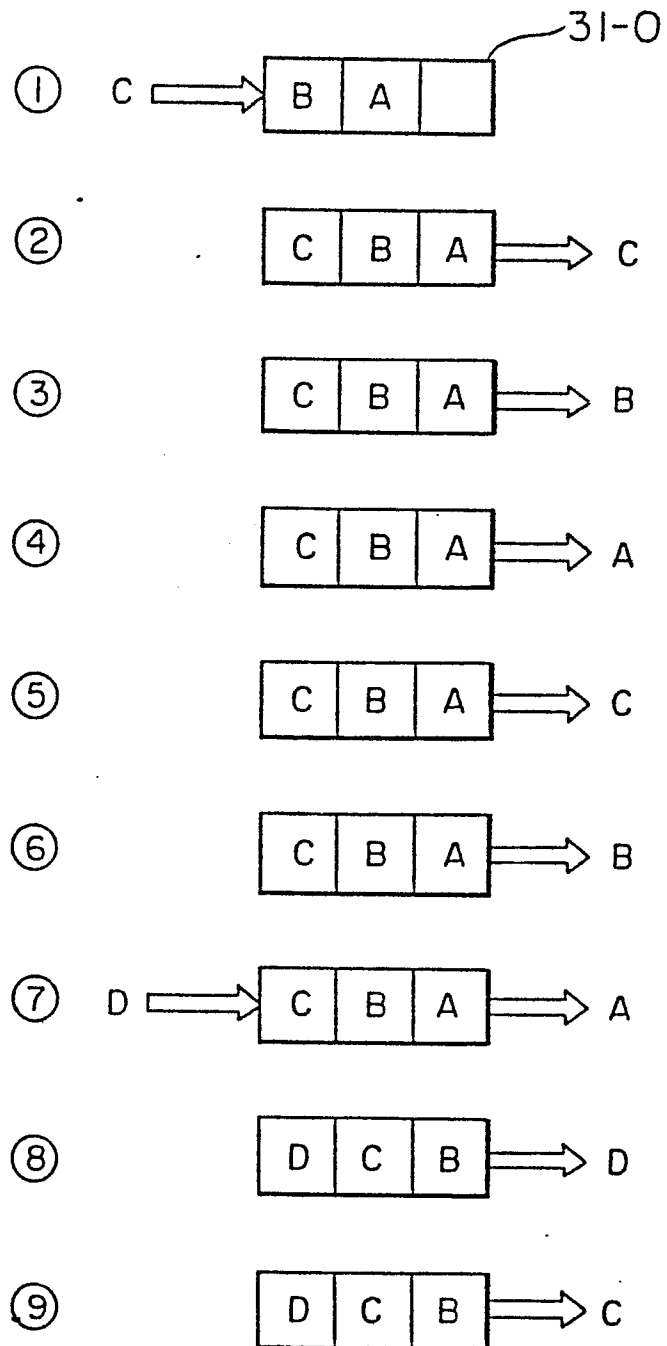 31-0
① C B A
② C B A C
③ C B A B
④ C B A A
⑤ C B A C
⑥ C B A B
⑦ D C B A A
⑧ D C B D
⑨ D C B C